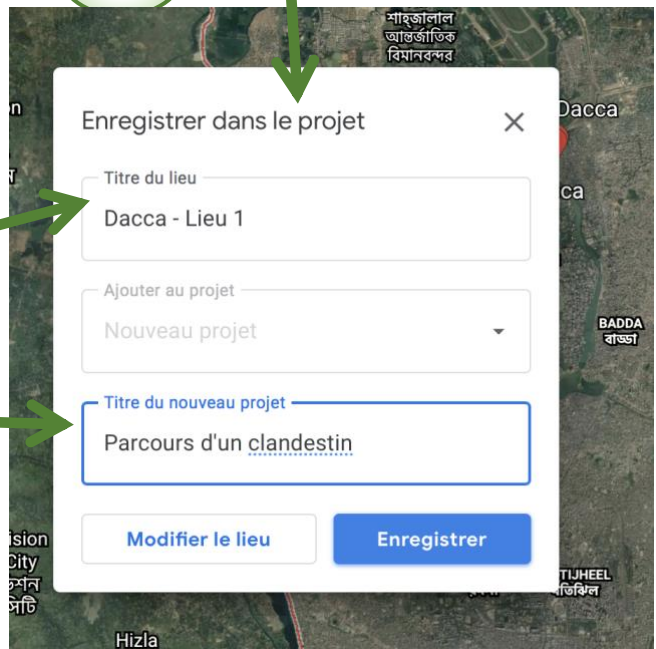 শাহজালাল
আন্তর্জাতিক
বিমানবন্দর
Dacca
Enregistrer dans le projet
Titre du lieu
Dacca - Lieu 1
Ajouter au projet
Nouveau projet
BADDA
বাড্ডা
Titre du nouveau projet
Parcours d'un clandestin
Modifier le lieu
Enregistrer
Hizla